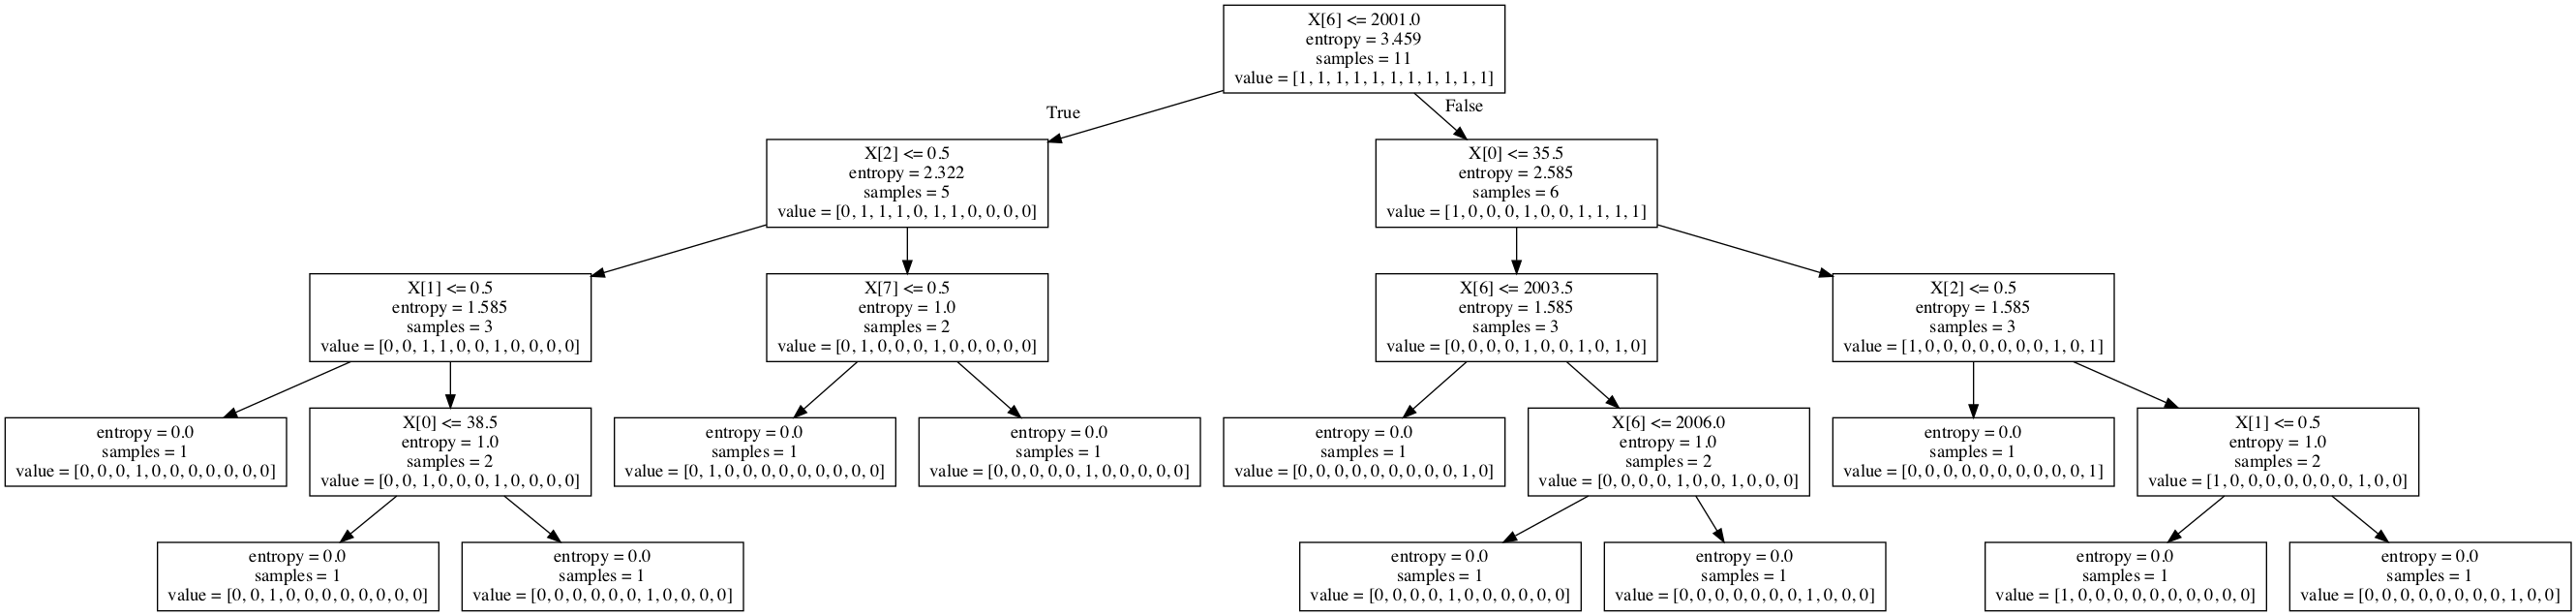 X[6] <= 2001.0
entropy = 3.459
samples = 11
value = [1, 1, 1, 1, 1, 1, 1, 1, 1, 1, 1]
True
False
X[2] <= 0.5
entropy = 2.322
samples = 5
value = [0, 1, 1, 1, 0, 1, 1, 0, 0, 0, 0]
X[0] <= 35.5
entropy = 2.585
samples = 6
value = [1, 0, 0, 0, 1, 0, 0, 1, 1, 1, 1]
X[1] <= 0.5
entropy = 1.585
samples = 3
value = [0, 0, 1, 1, 0, 0, 1, 0, 0, 0, 0]
X[7] <= 0.5
entropy = 1.0
samples = 2
value = [0, 1, 0, 0, 0, 1, 0, 0, 0, 0, 0]
X[6] <= 2003.5
entropy = 1.585
samples = 3
value = [0, 0, 0, 0, 1, 0, 0, 1, 0, 1, 0]
X[2] <= 0.5
entropy = 1.585
samples = 3
value = [1, 0, 0, 0, 0, 0, 0, 0, 1, 0, 1]
entropy = 0.0
samples = 1
value = [0, 0, 0, 1, 0, 0, 0, 0, 0, 0, 0]
X[0] <= 38.5
entropy = 1.0
samples = 2
value = [0, 0, 1, 0, 0, 0, 1, 0, 0, 0, 0]
entropy = 0.0
samples = 1
value = [0, 1, 0, 0, 0, 0, 0, 0, 0, 0, 0]
entropy = 0.0
samples = 1
value = [0, 0, 0, 0, 0, 1, 0, 0, 0, 0, 0]
entropy = 0.0
samples = 1
value = [0, 0, 0, 0, 0, 0, 0, 0, 0, 1, 0]
X[6] <= 2006.0
entropy = 1.0
samples = 2
value = [0, 0, 0, 0, 1, 0, 0, 1, 0, 0, 0]
entropy = 0.0
samples = 1
value = [0, 0, 0, 0, 0, 0, 0, 0, 0, 0, 1]
X[1] <= 0.5
entropy = 1.0
samples = 2
value = [1, 0, 0, 0, 0, 0, 0, 0, 1, 0, 0]
entropy = 0.0
samples = 1
value = [0, 0, 1, 0, 0, 0, 0, 0, 0, 0, 0]
entropy = 0.0
samples = 1
value = [0, 0, 0, 0, 0, 0, 1, 0, 0, 0, 0]
entropy = 0.0
samples = 1
value = [0, 0, 0, 0, 1, 0, 0, 0, 0, 0, 0]
entropy = 0.0
samples = 1
value = [0, 0, 0, 0, 0, 0, 0, 1, 0, 0, 0]
entropy = 0.0
samples = 1
value = [1, 0, 0, 0, 0, 0, 0, 0, 0, 0, 0]
entropy = 0.0
samples = 1
value = [0, 0, 0, 0, 0, 0, 0, 0, 1, 0, 0]